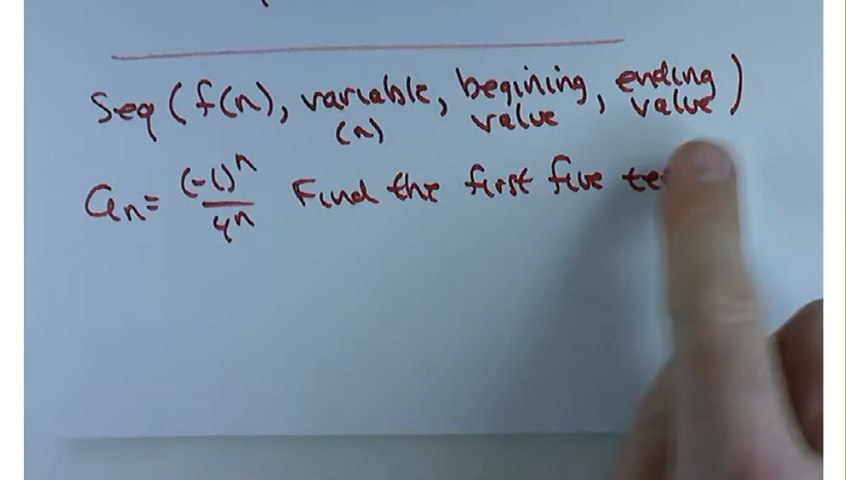 Seq (f(n), variable, begining value, ending value)
(n)
an = (-1)^n / 4^n Find the first five